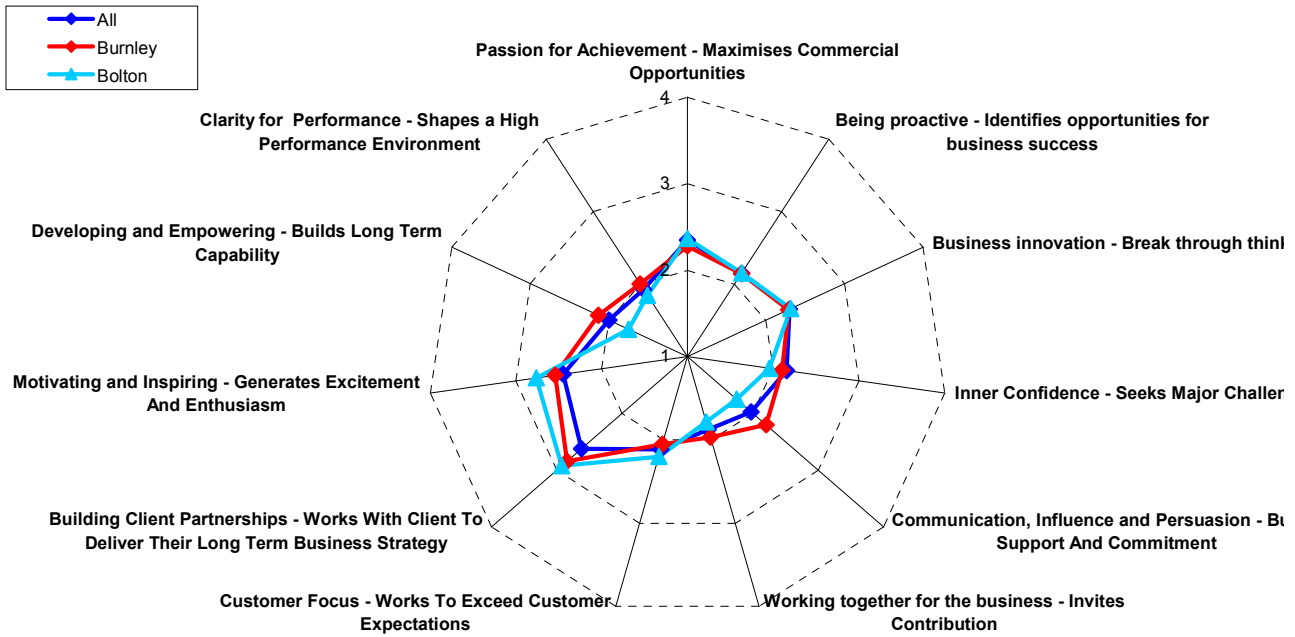 All
Burnley
Bolton
Passion for Achievement - Maximises Commercial
Opportunities
Being proactive - Identifies opportunities for
business success
Business innovation - Break through think
Inner Confidence - Seeks Major Challen
Communication, Influence and Persuasion - Bu
Support And Commitment
Working together for the business - Invites
Contribution
Customer Focus - Works To Exceed Customer
Expectations
Building Client Partnerships - Works With Client To
Deliver Their Long Term Business Strategy
Motivating and Inspiring - Generates Excitement
And Enthusiasm
Developing and Empowering - Builds Long Term
Capability
Clarity for  Performance - Shapes a High
Performance Environment
4
3
2
1